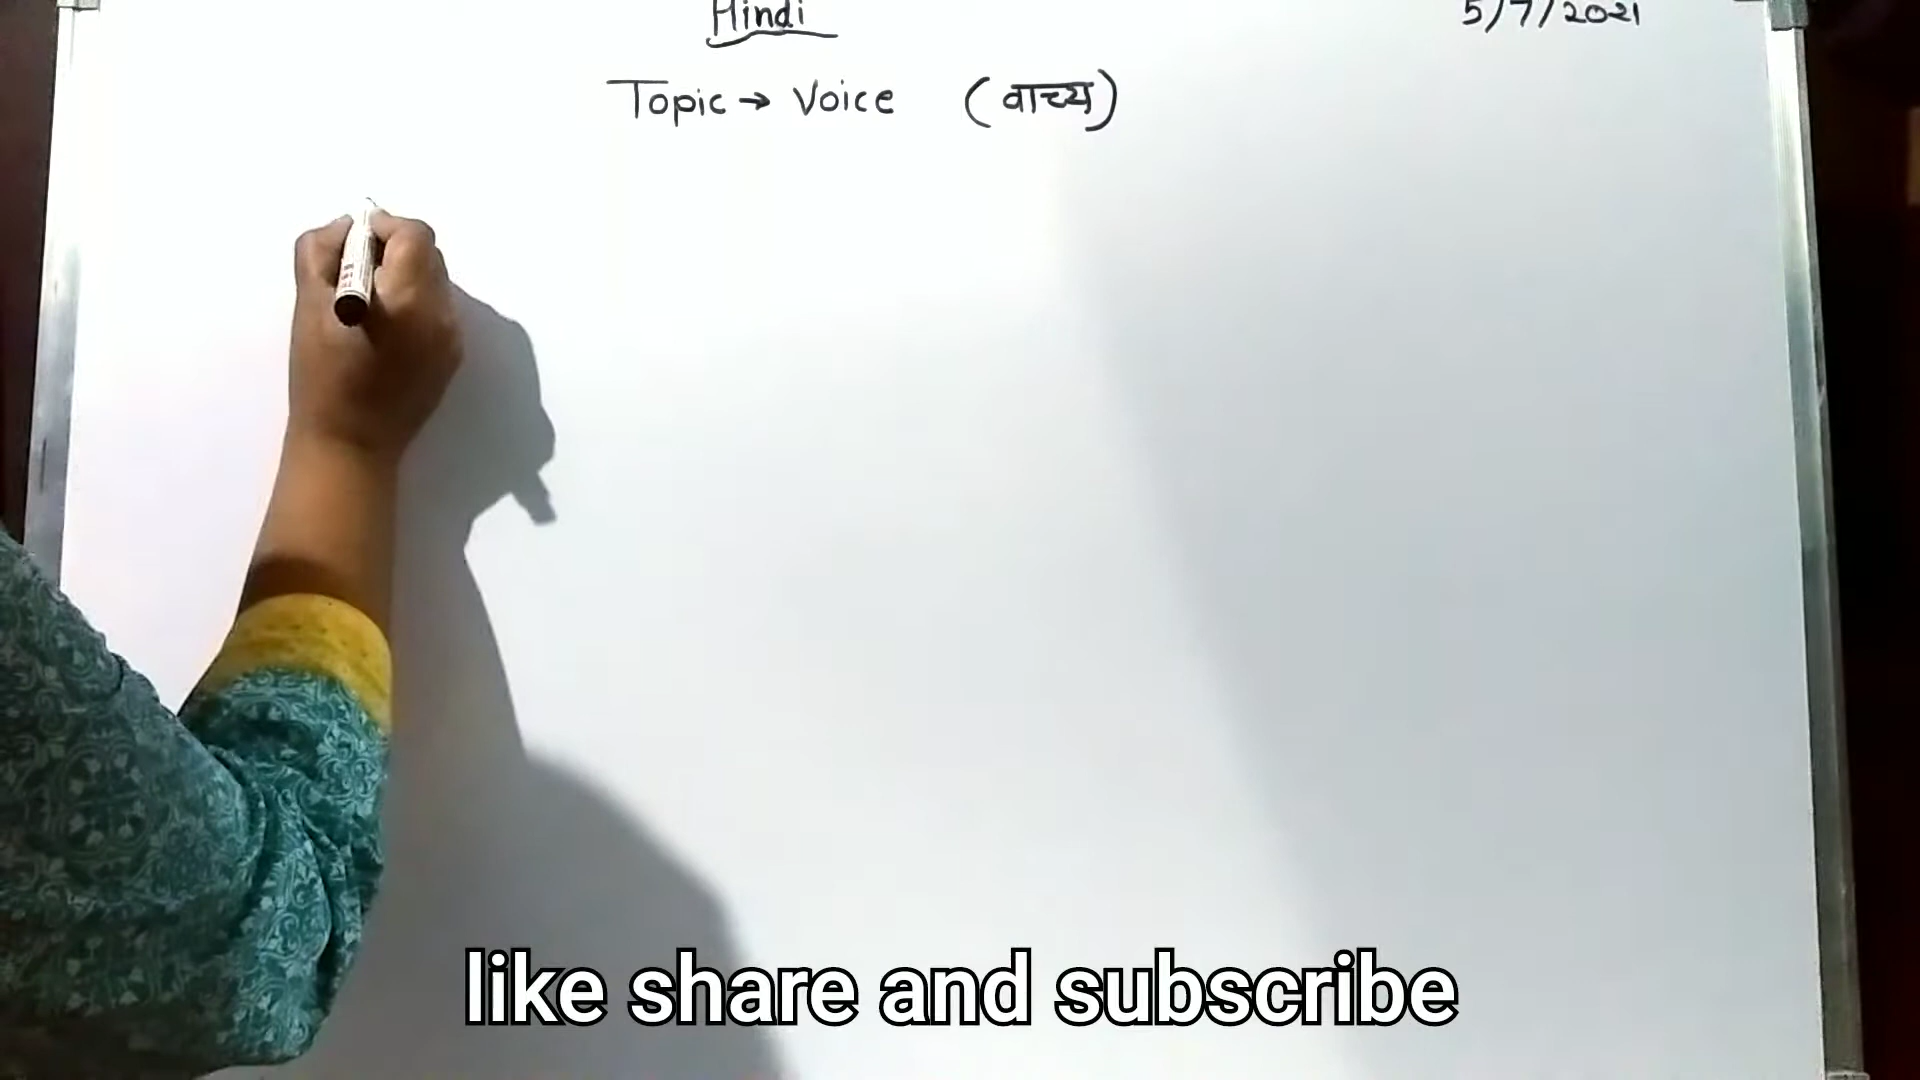 Hindi 5/7/2021
Topic → Voice (वाच्य)
like share and subscribe